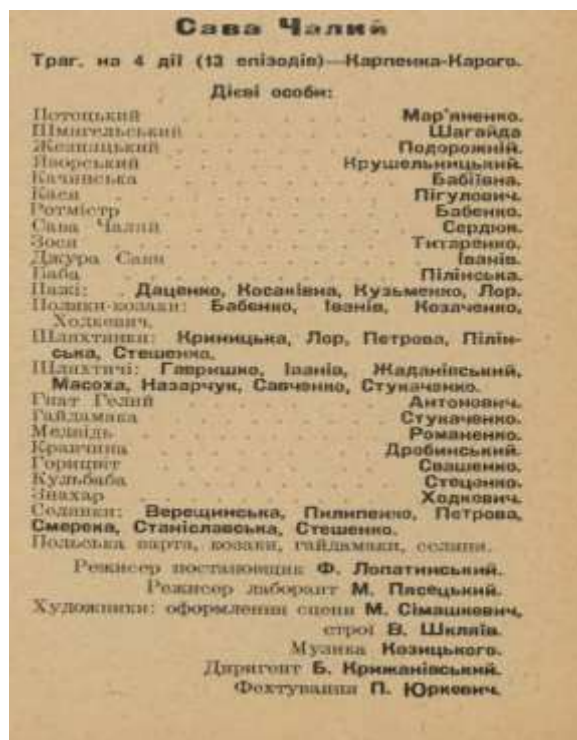 Сава Чалий
Траг. на 4 дії (13 епізодів)—Карпенка-Карого.
Дієві особи:
Потоцький . . . . Мар'яненко.
Шмигельський . . . . Шагайда
Жезницький . . . . Подорожній.
Яворський . . . . Крушельницький.
Качинська . . . . Бабіївна.
Кася . . . . Пігулович.
Ротмістр . . . . Бабенко.
Сава Чалий . . . . Сердюк.
Зося . . . . Титаренко.
Джура Сави . . . . Іванів.
Баба . . . . Пілінська.
Пажі: . Даценко, Косаківна, Кузьменко, Лор.
Поляки-козаки: Бабенко, Іванів, Козаченко,
Ходкевич.
Шляхтянки: Криницька, Лор, Петрова, Пілін-
ська, Стешенко.
Шляхтичі: Гавришко, Іванів, Жаданівський,
Масоха, Назарчук, Савченко, Стукаченко.
Гнат Голий . . . . Антонович.
Гайдамака . . . . Стукаченко.
Медвідь . . . . Романенко.
Кравчина . . . . Дробинський.
Горицвіт . . . . Свашенко.
Кульбаба . . . . Стеценко.
Знахар . . . . Ходкевич.
Селянки: Верещинська, Пилипенко, Петрова,
Смерека, Станіславська, Стешенко.
Польська варта, козаки, гайдамаки, селяни.
Режисер постановщик Ф. Лопатинський.
Режисер лаборант М. Пясецький.
Художники: оформлення сцени М. Сімашкевич,
строї В. Шкляїв.
Музика Козицького.
Диригент Б. Крижанівський.
Фехтування П. Юркевич.